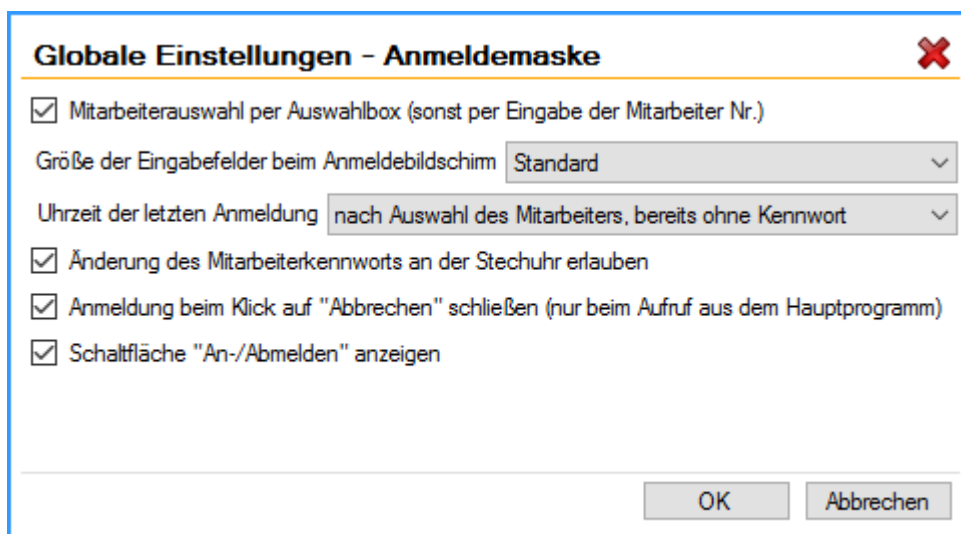 Globale Einstellungen - Anmeldemaske
Mitarbeiterauswahl per Auswahlbox (sonst per Eingabe der Mitarbeiter Nr.)
Größe der Eingabefelder beim Anmeldebildschirm Standard
Uhrzeit der letzten Anmeldung nach Auswahl des Mitarbeiters, bereits ohne Kennwort
Änderung des Mitarbeiterkennworts an der Stechuhr erlauben
Anmeldung beim Klick auf "Abbrechen" schließen (nur beim Aufruf aus dem Hauptprogramm)
Schaltfläche "An-/Abmelden" anzeigen
OK Abbrechen